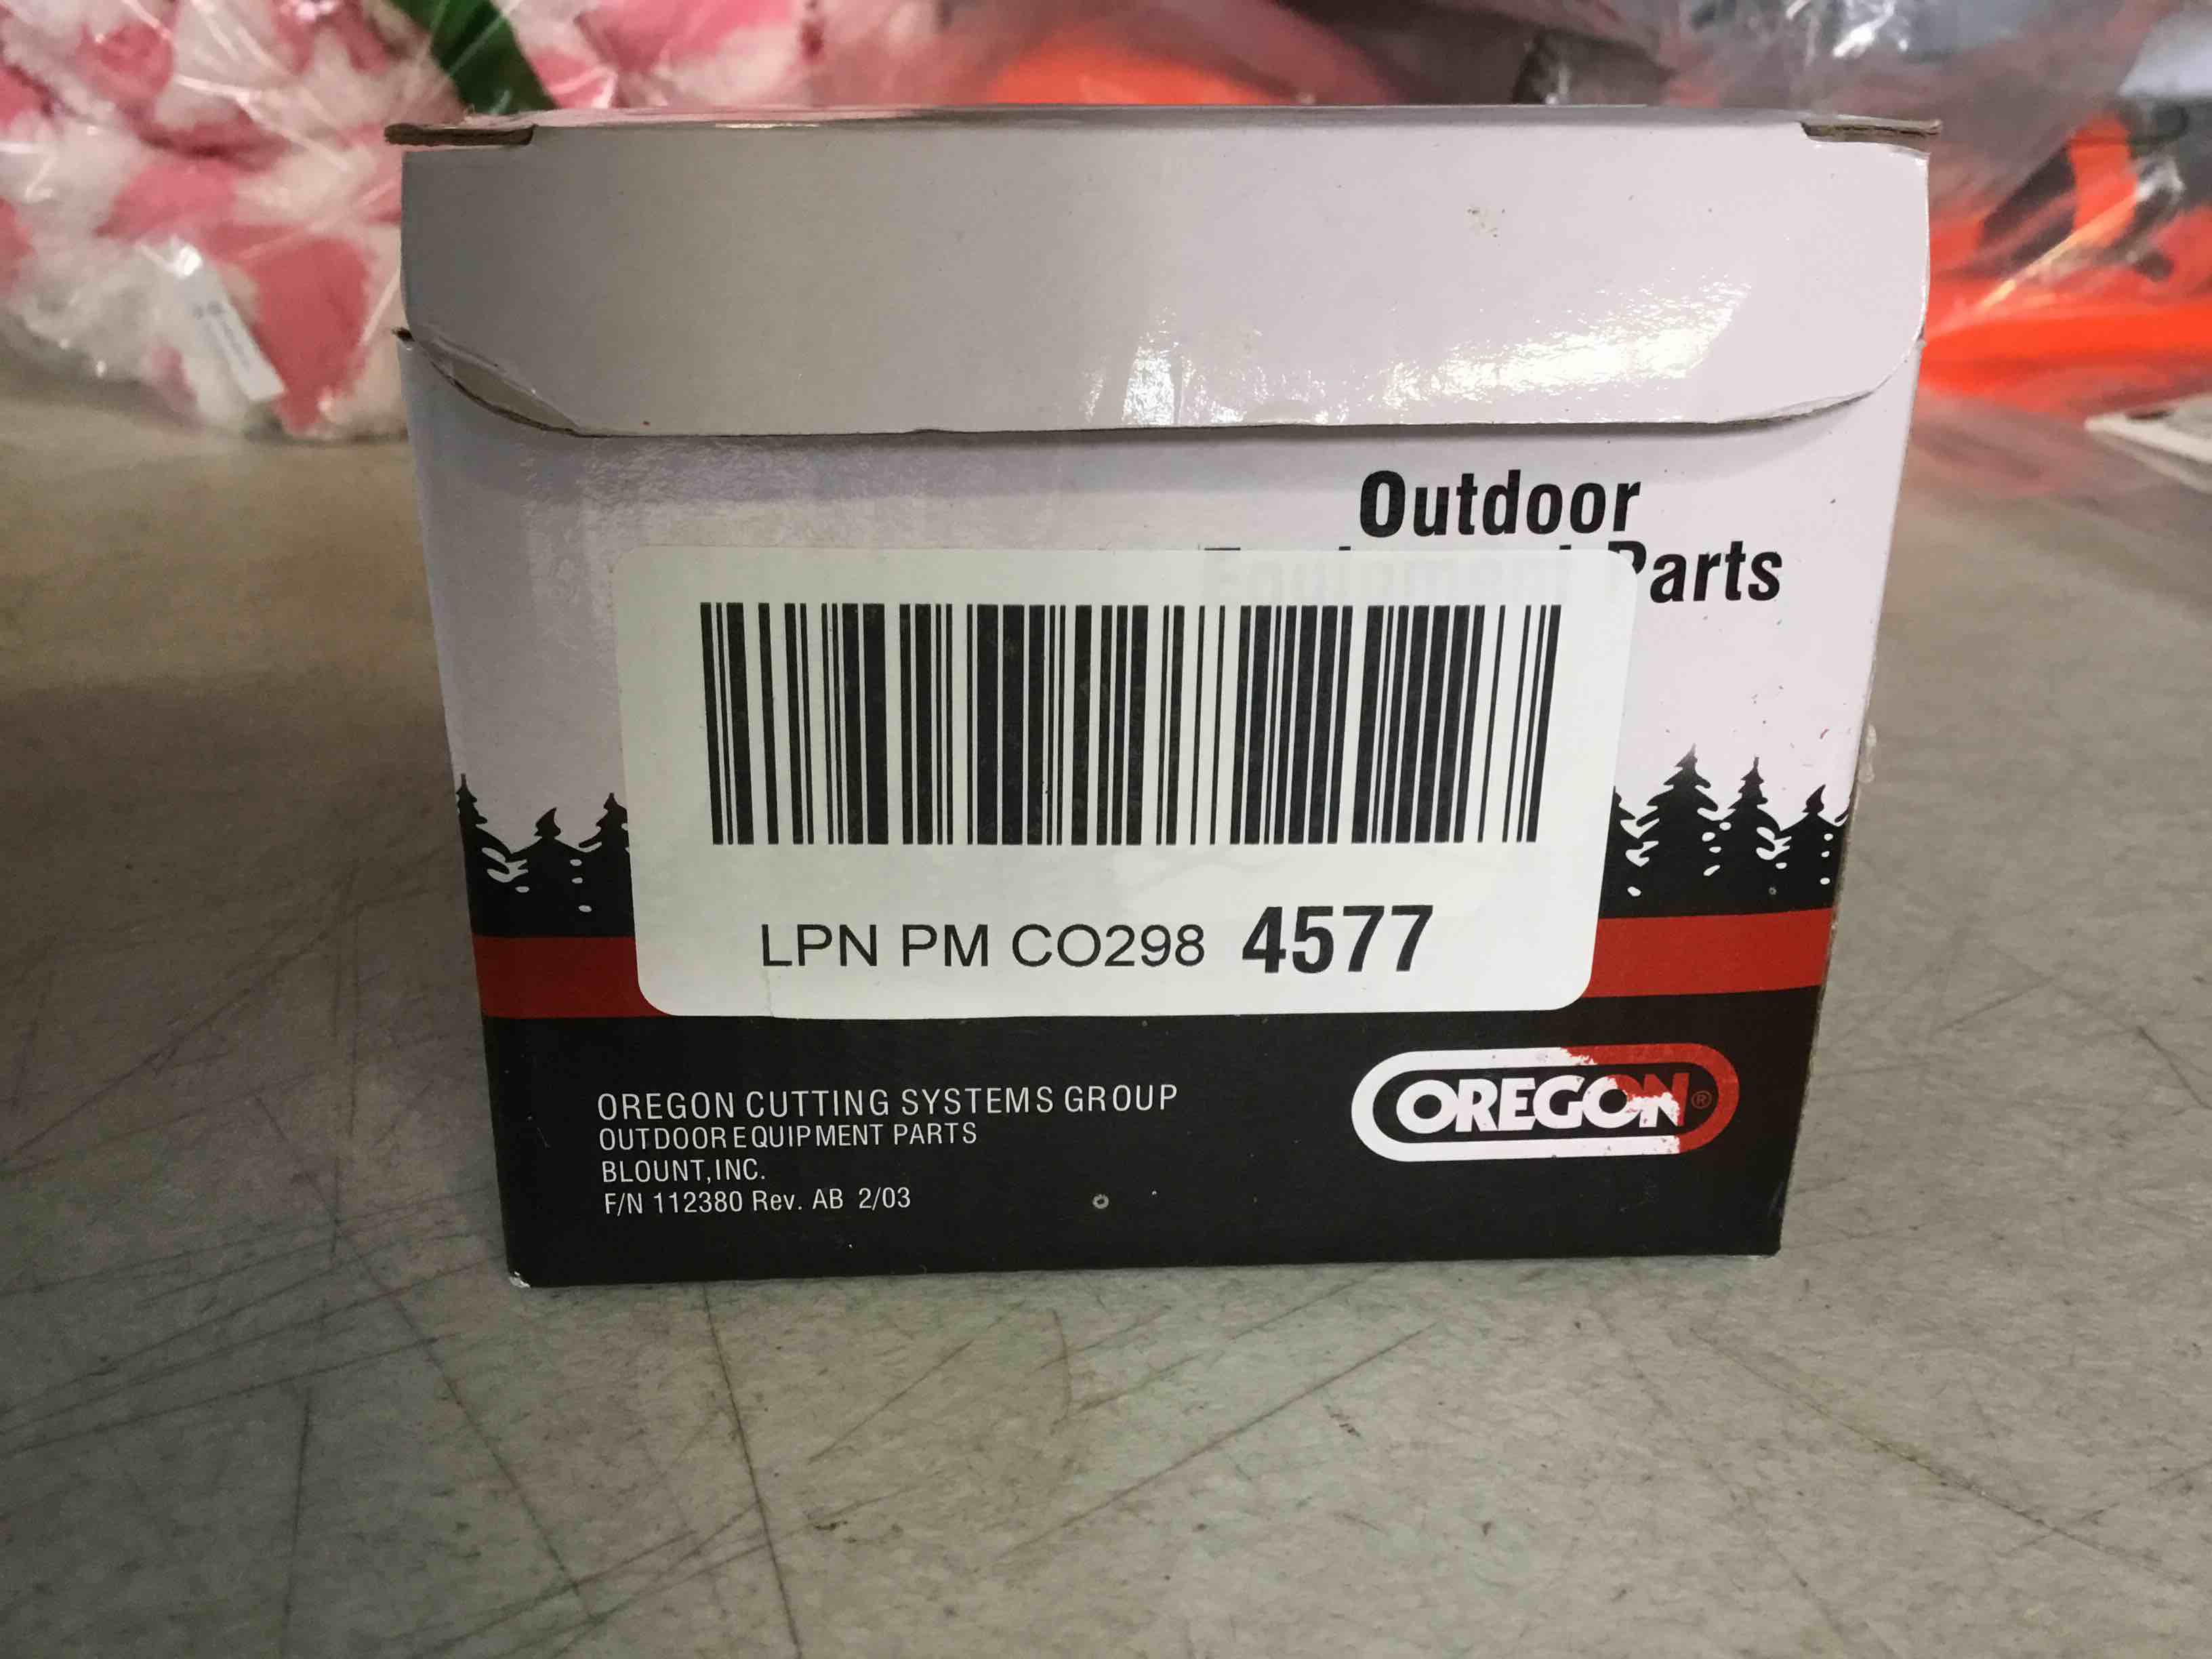 Outdoor
Equipment Parts
LPN PM CO298 4577
OREGON CUTTING SYSTEMS GROUP
OUTDOOR EQUIPMENT PARTS
BLOUNT, INC.
F/N 112380 Rev. AB 2/03
OREGON®